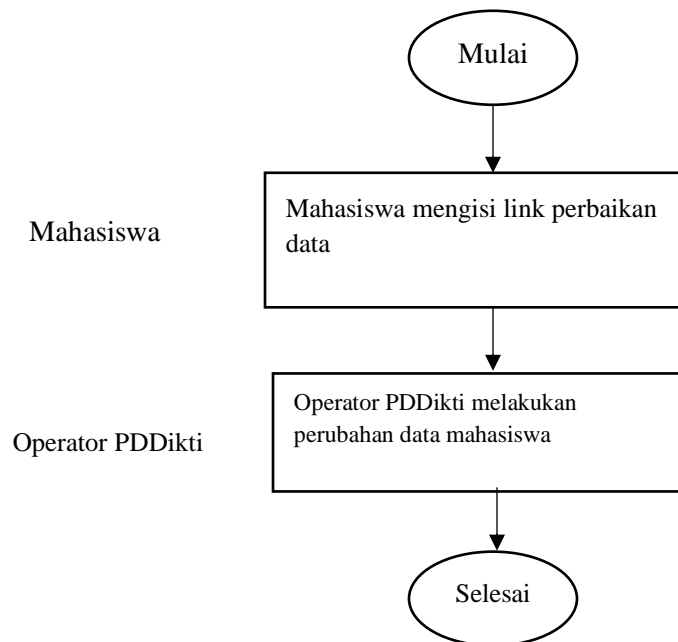 Mulai
Mahasiswa
Mahasiswa mengisi link perbaikan
data
Operator PDDikti
Operator PDDikti melakukan
perubahan data mahasiswa
Selesai